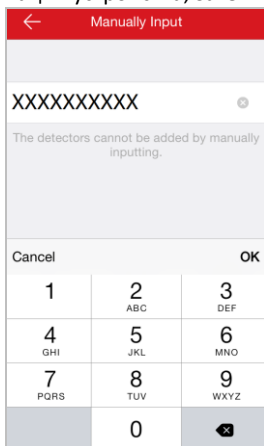 Manually Input
XXXXXXXXXX
The detectors cannot be added by manually
inputting.
Cancel OK
1 2 3
ABC DEF
4 5 6
GHI JKL MNO
7 8 9
PQRS TUV WXYZ
0